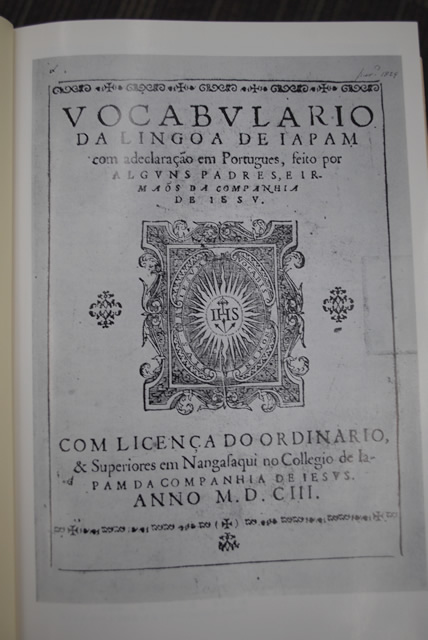 VOCABVLARIO
DA LINGOA DE IAPAM
com adeclaração em Portugues, feito por
ALGVNS PADRES, E IR-
MAÕS DA COMPANHIA
DE IESV.
IHS
COM LICENÇA DO ORDINARIO,
& Superiores em Nangasaqui no Collegio de Ia-
PAM DA COMPANHIA DE IESVS.
ANNO M. D. CIII.